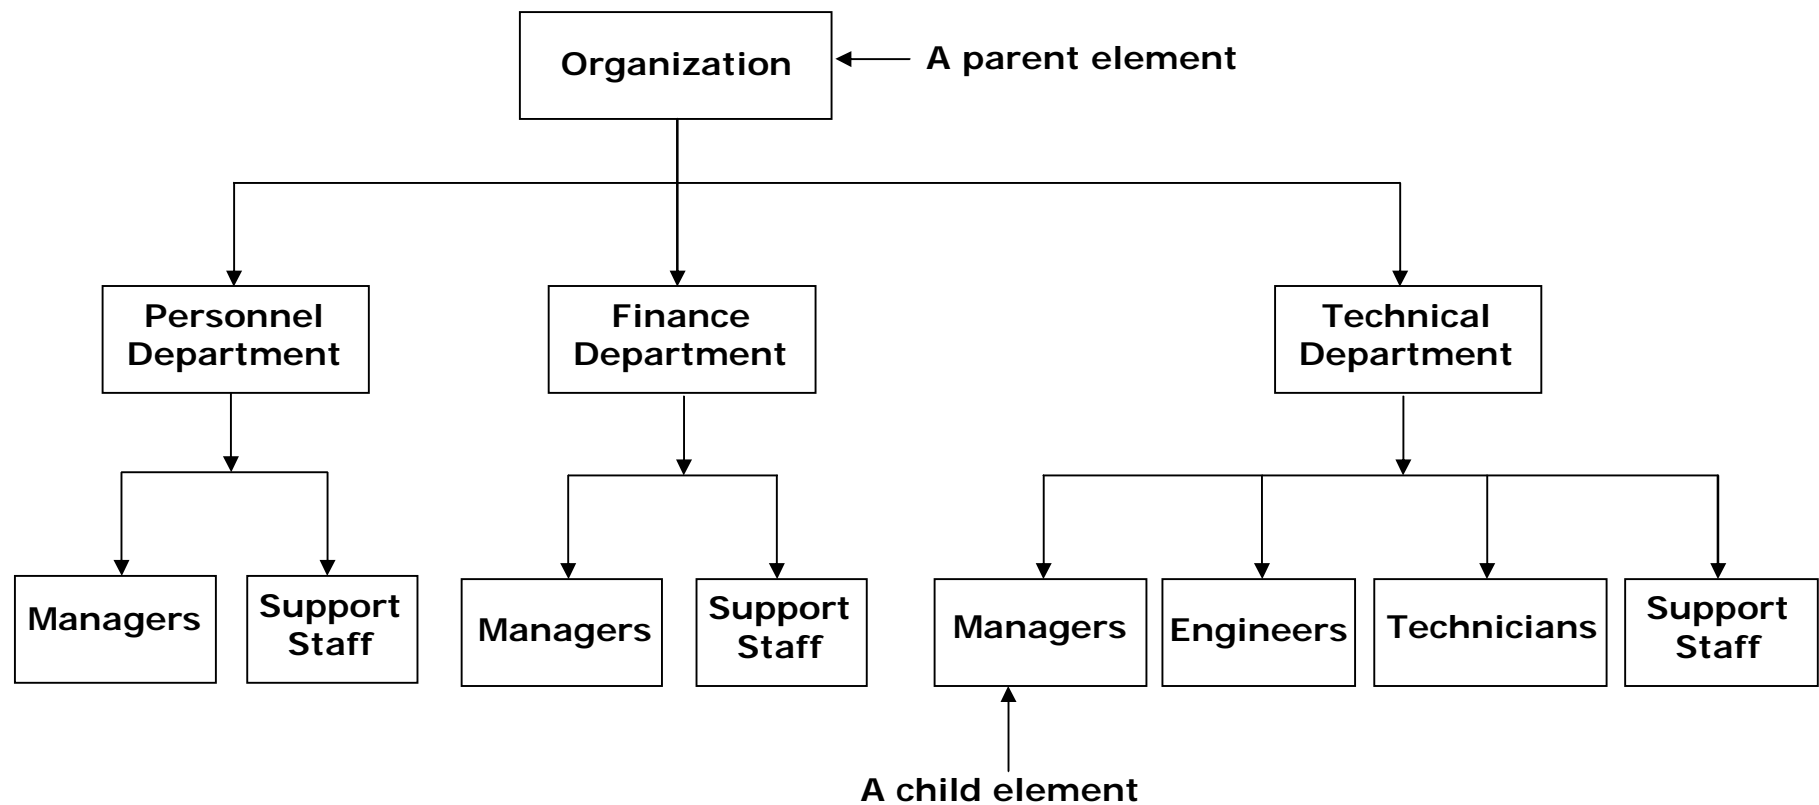 Organization
A parent element
Personnel
Department
Finance
Department
Technical
Department
Managers
Support
Staff
Managers
Support
Staff
Managers
Engineers
Technicians
Support
Staff
A child element